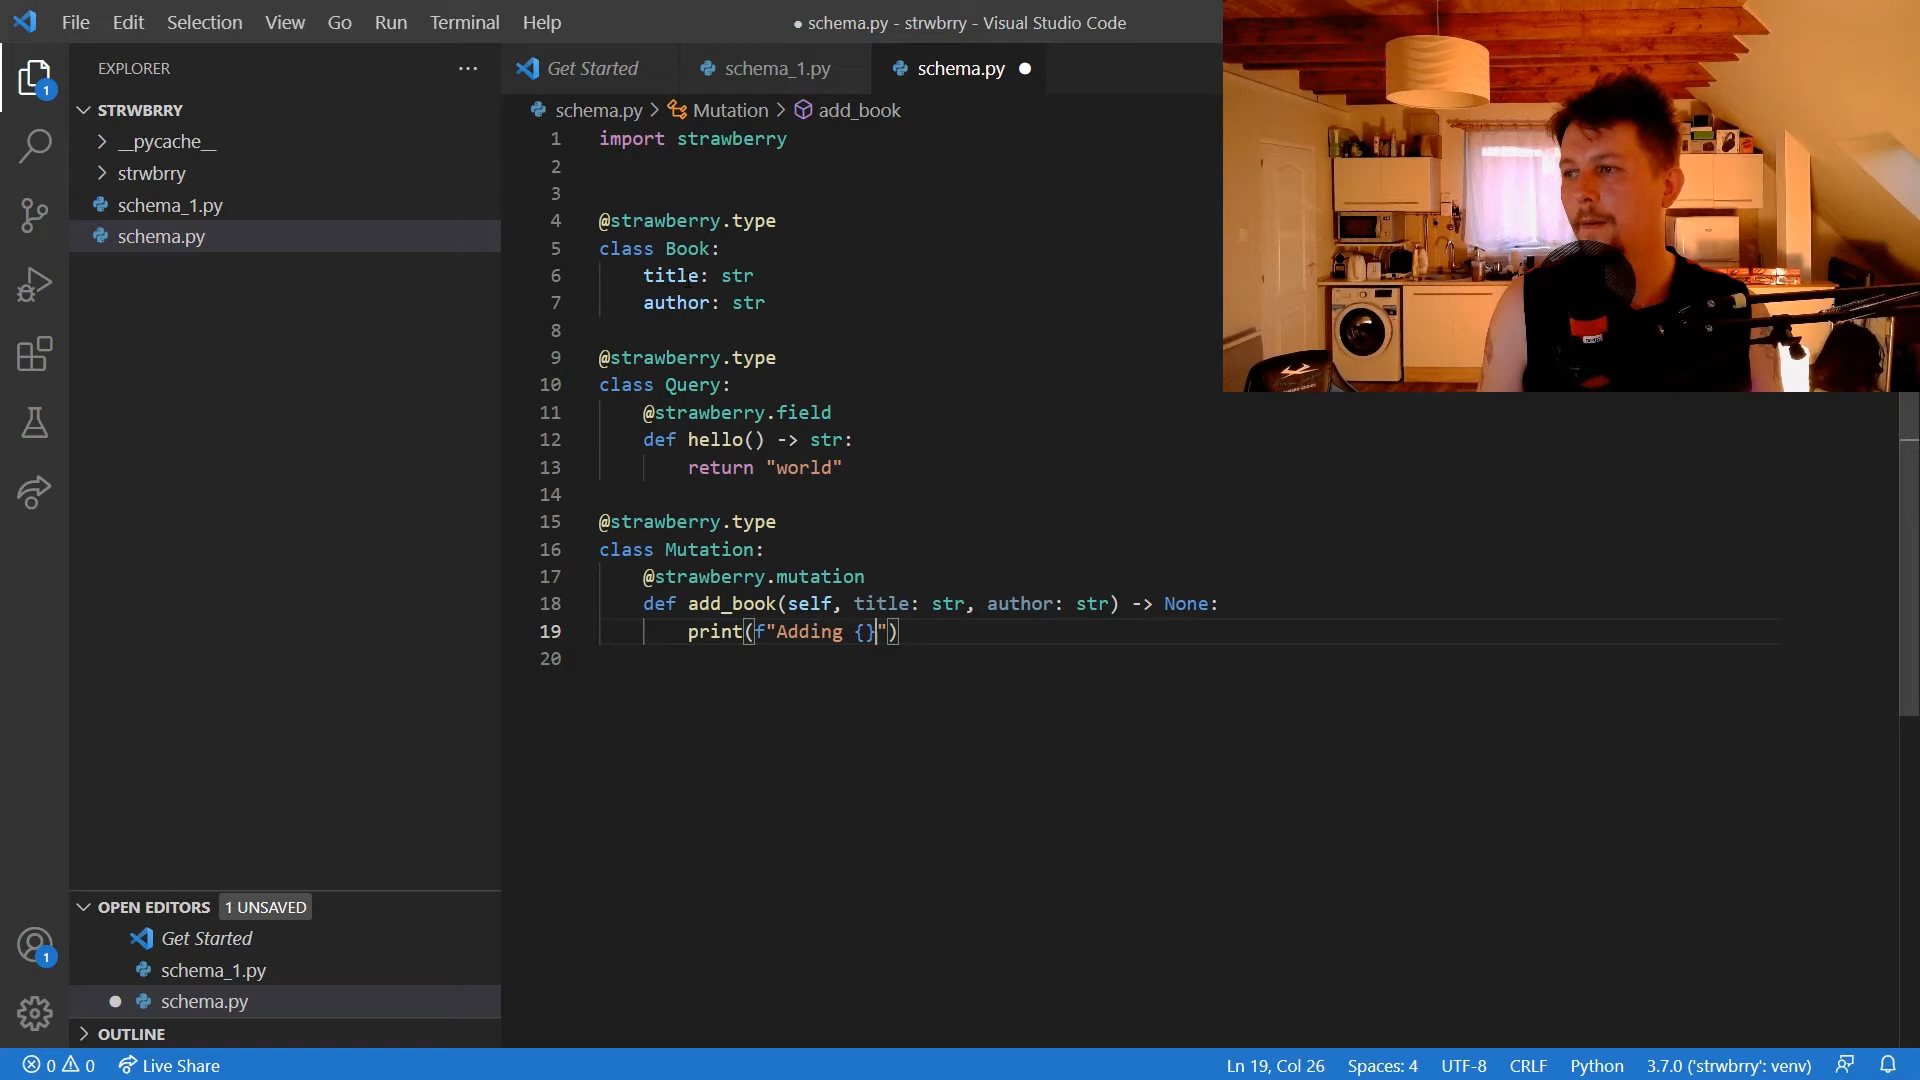 File Edit Selection View Go Run Terminal Help
● schema.py - strwbrry - Visual Studio Code
EXPLORER
Get Started
schema_1.py
schema.py
STRWBRRY
schema.py > Mutation > add_book
__pycache__
strwbrry
schema_1.py
schema.py
1 import strawberry
2
3
4 @strawberry.type
5 class Book:
6 title: str
7 author: str
8
9 @strawberry.type
10 class Query:
11 @strawberry.field
12 def hello() -> str:
13 return "world"
14
15 @strawberry.type
16 class Mutation:
17 @strawberry.mutation
18 def add_book(self, title: str, author: str) -> None:
19 print(f"Adding {}")
20
1
OPEN EDITORS 1 UNSAVED
Get Started
schema_1.py
schema.py
1
OUTLINE
0 0 Live Share
Ln 19, Col 26 Spaces: 4 UTF-8 CRLF Python 3.7.0 ('strwbrry': venv)